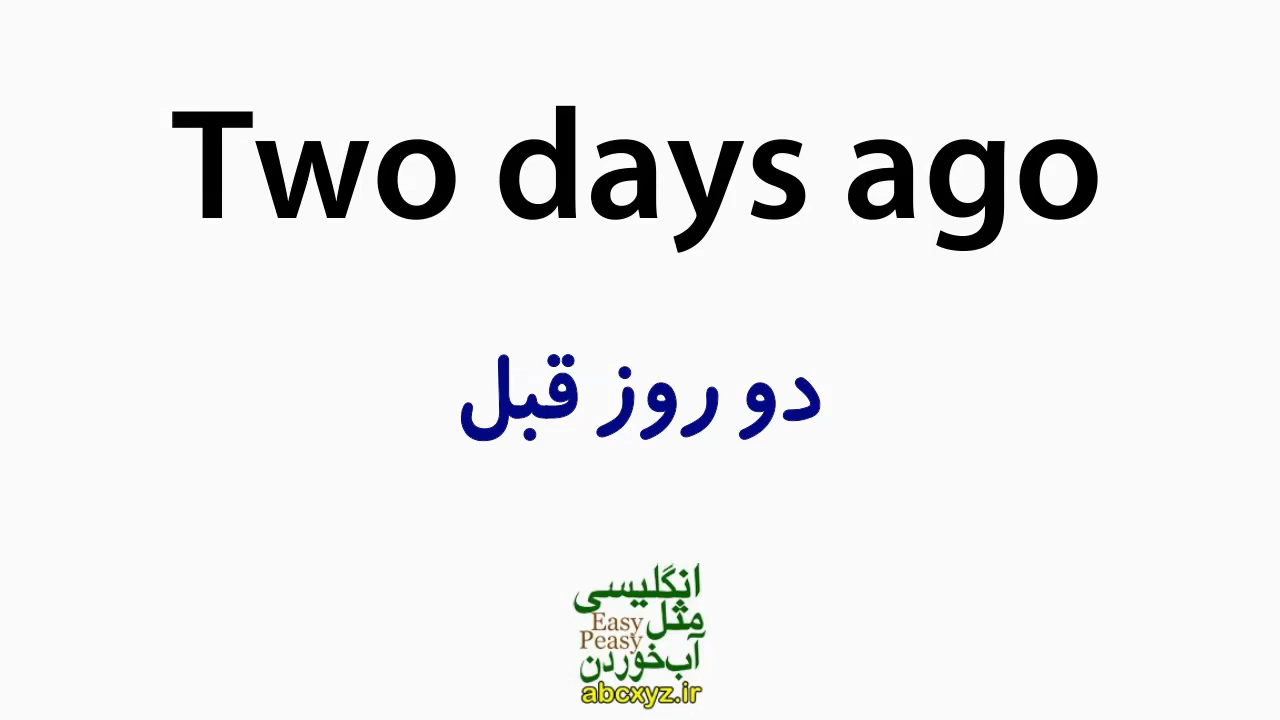 Two days ago
دو روز قبل
انگلیسی
مثل
Easy
Peasy
آب‌خوردن
abcxyz.ir